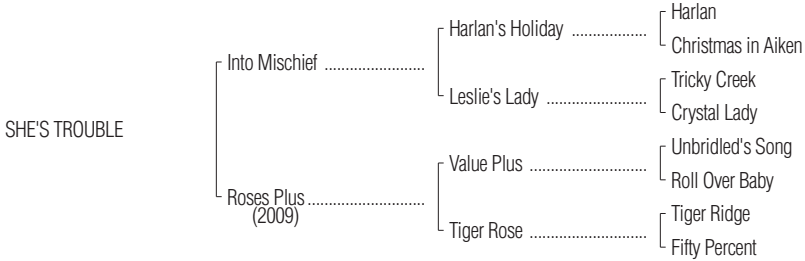 Harlan
Harlan's Holiday ....................
Christmas in Aiken
Into Mischief ...........................
Tricky Creek
Leslie's Lady ...........................
Crystal Lady
SHE'S TROUBLE
Unbridled's Song
Value Plus ...............................
Roll Over Baby
Roses Plus ...............................
(2009)
Tiger Ridge
Tiger Rose ...............................
Fifty Percent